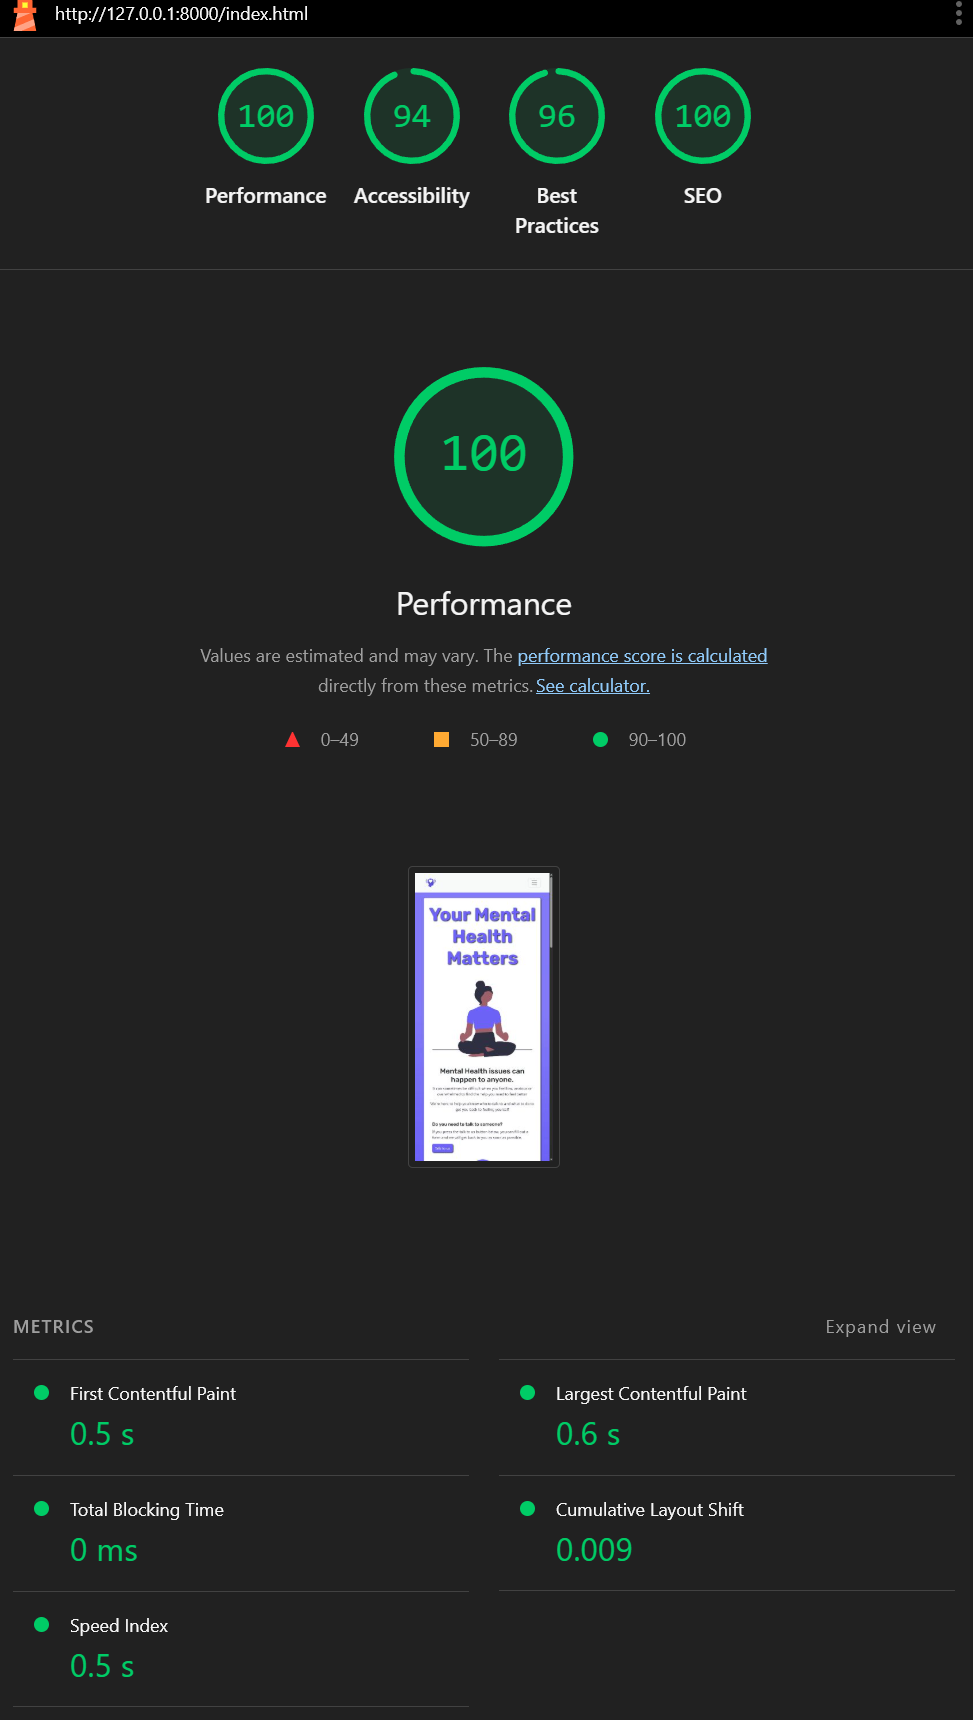 http://127.0.0.1:8000/index.html
100
94
96
100
Performance
Accessibility
Best
Practices
SEO
100
Performance
Values are estimated and may vary. The performance score is calculated
directly from these metrics. See calculator.
0–49
50–89
90–100
Your Mental
Health
Matters
Mental Health issues can
happen to anyone.
Do you need to talk to someone?
METRICS
Expand view
First Contentful Paint
0.5 s
Largest Contentful Paint
0.6 s
Total Blocking Time
0 ms
Cumulative Layout Shift
0.009
Speed Index
0.5 s